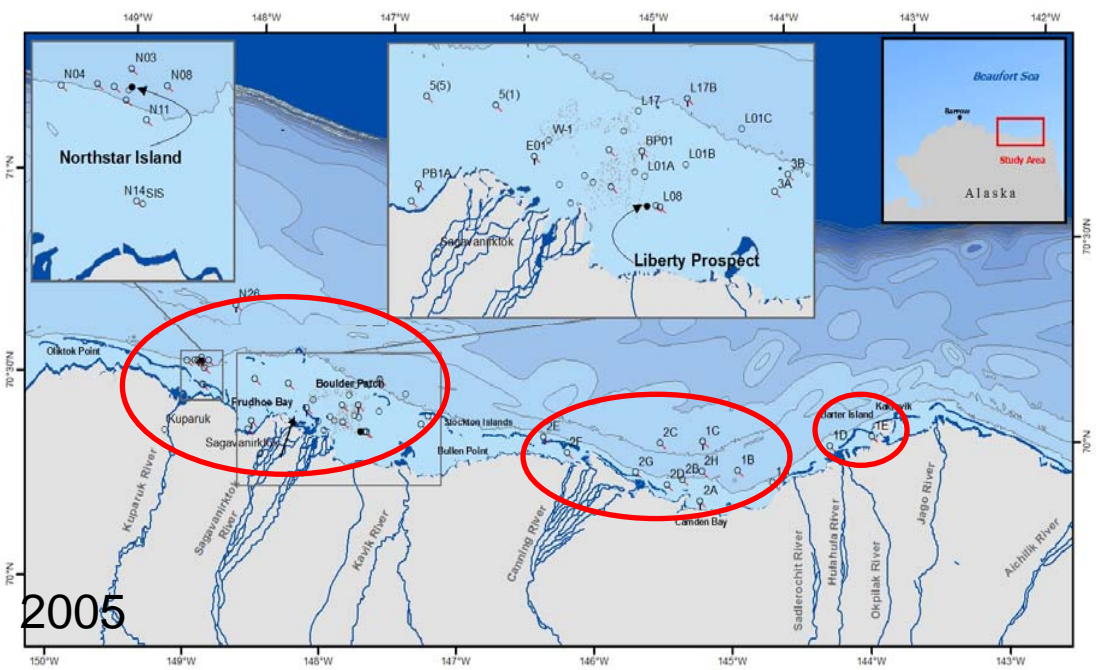 149°W
148°W
147°W
146°W
145°W
144°W
143°W
142°W
N03
N04
N08
N11
Northstar Island
N14 SIS
5(5)
5(1)
L17B
L17
L01C
W-1
E01
BP01
L01B
L01A
3B
3A
PB1A
L08
Sagavanirktok
Liberty Prospect
Beaufort Sea
Barrow
Study Area
Alaska
71°N
70°30'N
N26
Oliktok Point
70°30'N
Boulder Patch
Prudhoe Bay
Kuparuk
Sagavanirktok
Stockton Islands
Bullen Point
2E
2F
2C
1C
2G
2D
2B
2H
1B
2A
1
Camden Bay
Barter Island
Kaktovik
1D
1E
70°N
Kuparuk River
Sagavanirktok
River
Kavik River
Canning River
Sadlerochit River
Hulahula River
Okpilak River
Jago River
Aichilik River
70°N
2005
150°W
149°W
148°W
147°W
146°W
145°W
144°W
143°W